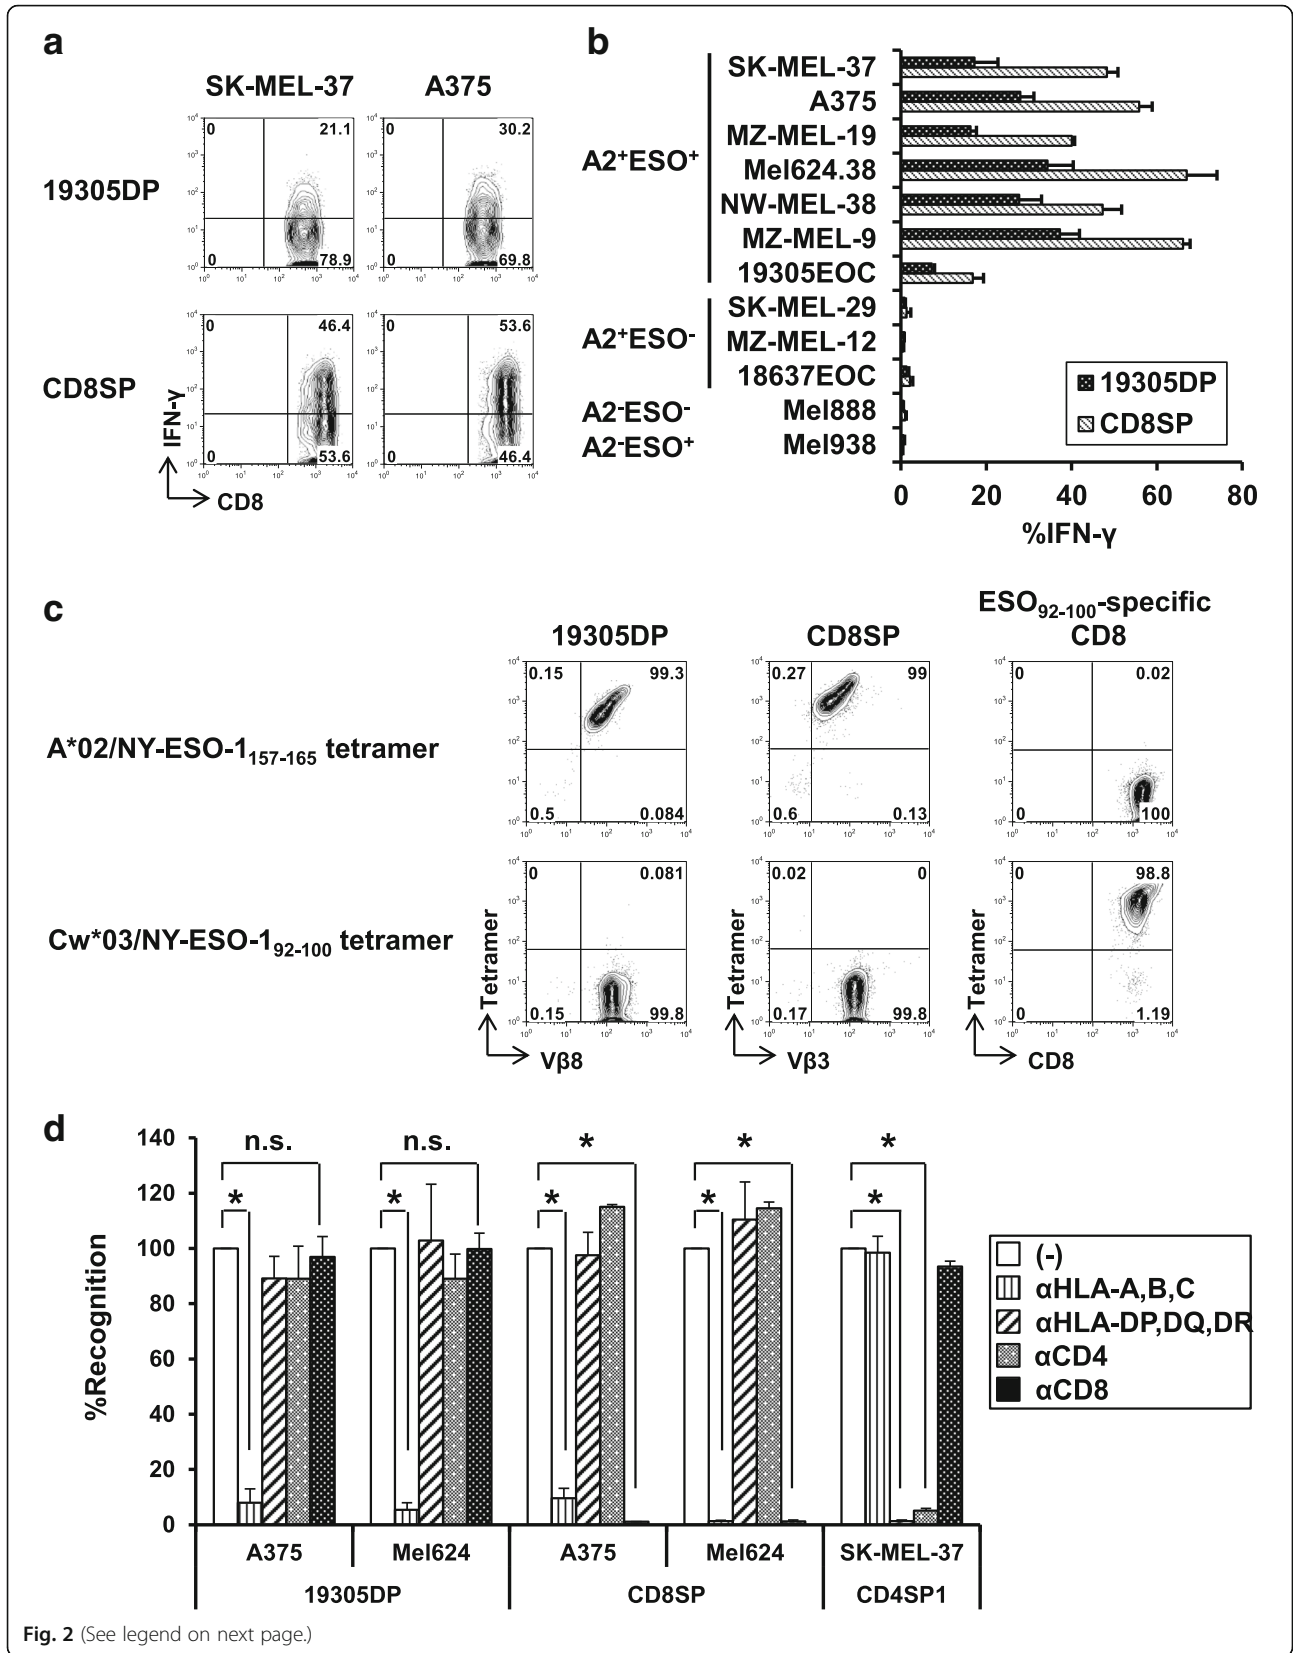 a
SK-MEL-37
A375
19305DP
0
21.1
0
78.9
0
30.2
0
69.8
CD8SP
0
46.4
0
53.6
0
53.6
0
46.4
IFN-γ
CD8
b
A2⁺ESO⁺
SK-MEL-37
A375
MZ-MEL-19
Mel624.38
NW-MEL-38
MZ-MEL-9
19305EOC
A2⁺ESO⁻
SK-MEL-29
MZ-MEL-12
18637EOC
A2⁻ESO⁻
Mel888
A2⁻ESO⁺
Mel938
19305DP
CD8SP
0 20 40 60 80
%IFN-γ
c
19305DP
CD8SP
ESO₉₂₋₁₀₀-specific
CD8
A*02/NY-ESO-1₁₅₇₋₁₆₅ tetramer
0.15
99.3
0.5
0.084
0.27
99
0.6
0.13
0
0.02
0
100
Cw*03/NY-ESO-1₉₂₋₁₀₀ tetramer
0
0.081
0.15
99.8
0.02
0
0.17
99.8
0
98.8
0
1.19
Tetramer
Vβ8
Tetramer
Vβ3
Tetramer
CD8
d
%Recognition
140
120
100
80
60
40
20
0
n.s.
*
n.s.
*
*
*
*
*
*
*
(-)
αHLA-A,B,C
αHLA-DP,DQ,DR
αCD4
αCD8
A375
Mel624
A375
Mel624
SK-MEL-37
19305DP
CD8SP
CD4SP1
Fig. 2 (See legend on next page.)